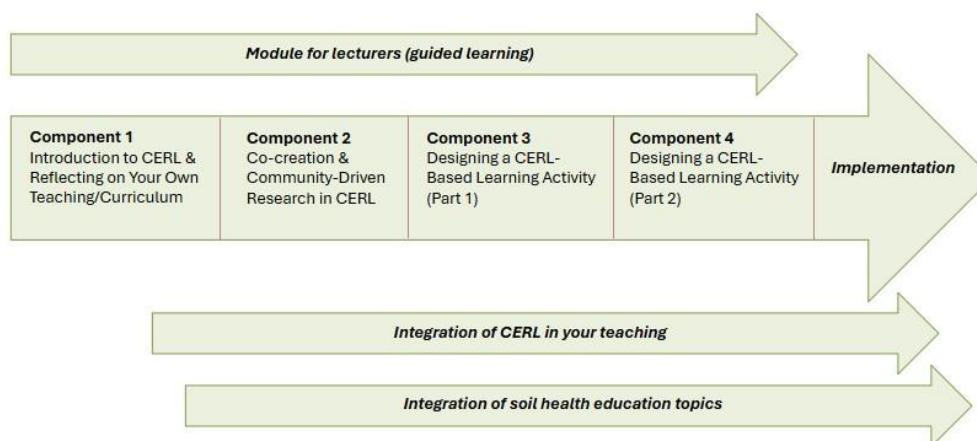 Module for lecturers (guided learning)
Component 1
Introduction to CERL &
Reflecting on Your Own
Teaching/Curriculum
Component 2
Co-creation &
Community-Driven
Research in CERL
Component 3
Designing a CERL-
Based Learning Activity
(Part 1)
Component 4
Designing a CERL-
Based Learning Activity
(Part 2)
Implementation
Integration of CERL in your teaching
Integration of soil health education topics